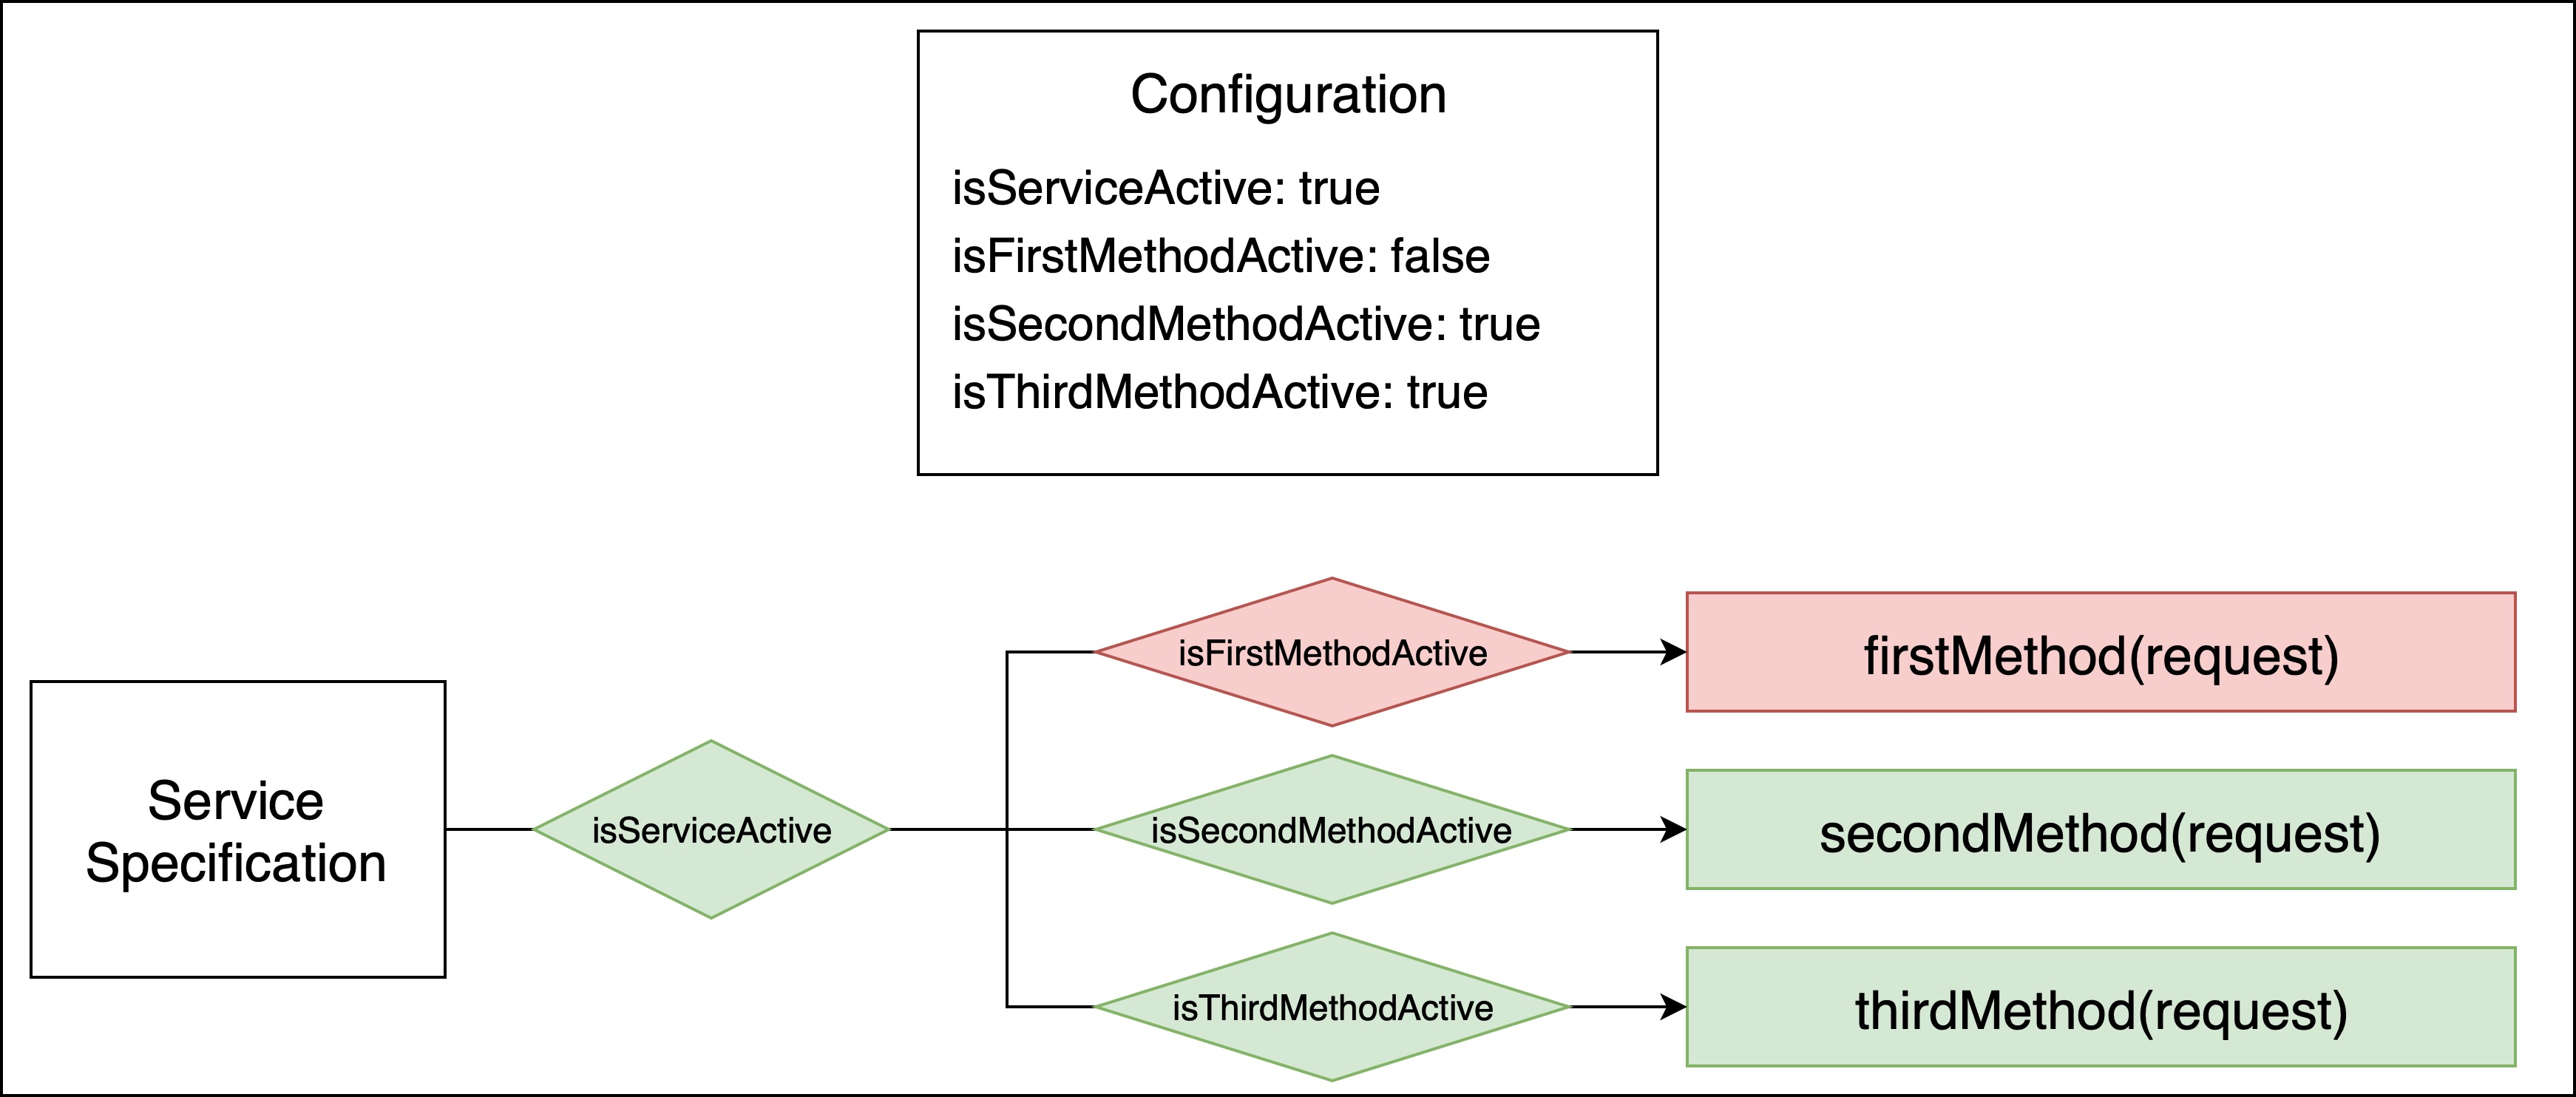 Configuration
isServiceActive: true
isFirstMethodActive: false
isSecondMethodActive: true
isThirdMethodActive: true
Service
Specification
isServiceActive
isFirstMethodActive
firstMethod(request)
isSecondMethodActive
secondMethod(request)
isThirdMethodActive
thirdMethod(request)